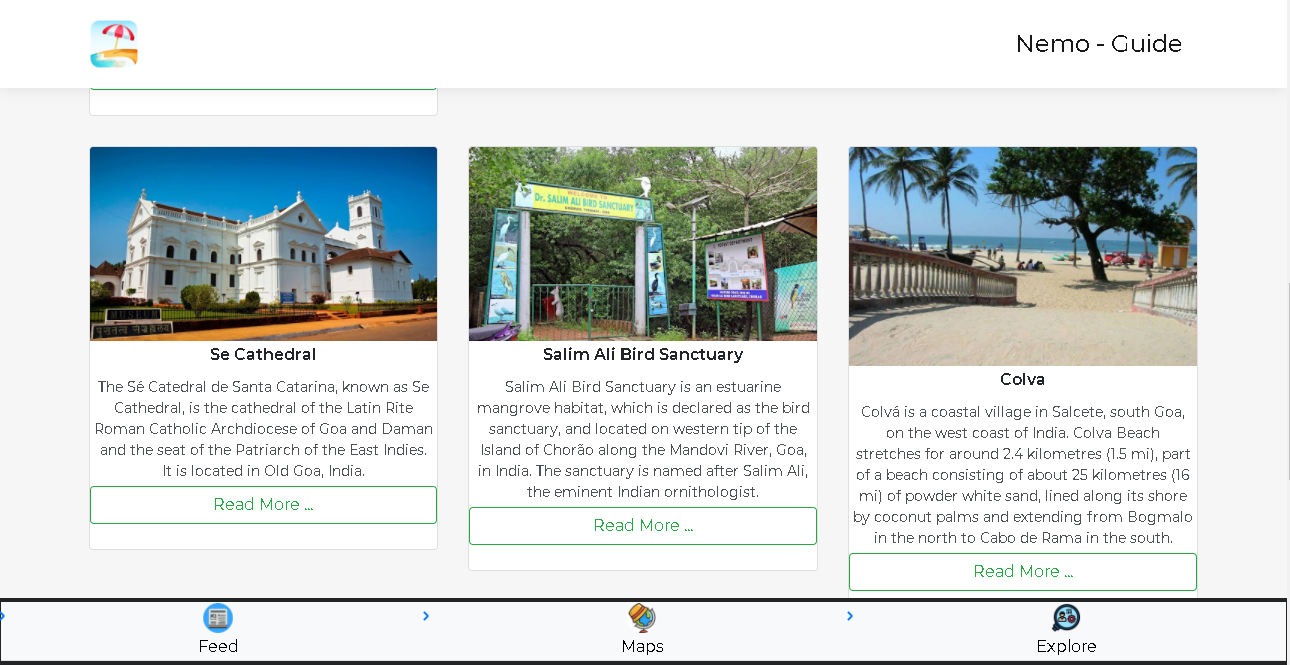 Nemo - Guide
WELCOME TO
Dr. SALIM ALI BIRD SANCTUARY
Se Cathedral
The Sé Catedral de Santa Catarina, known as Se
Cathedral, is the cathedral of the Latin Rite
Roman Catholic Archdiocese of Goa and Daman
and the seat of the Patriarch of the East Indies.
It is located in Old Goa, India.
Read More ...
Salim Ali Bird Sanctuary
Salim Ali Bird Sanctuary is an estuarine
mangrove habitat, which is declared as the bird
sanctuary, and located on western tip of the
Island of Chorão along the Mandovi River, Goa,
in India. The sanctuary is named after Salim Ali,
the eminent Indian ornithologist.
Read More ...
Colva
Colvá is a coastal village in Salcete, south Goa,
on the west coast of India. Colva Beach
stretches for around 2.4 kilometres (1.5 mi), part
of a beach consisting of about 25 kilometres (16
mi) of powder white sand, lined along its shore
by coconut palms and extending from Bogmalo
in the north to Cabo de Rama in the south.
Read More ...
Feed
Maps
Explore